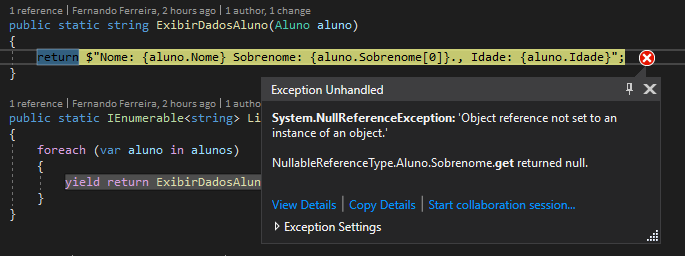 1 reference | Fernando Ferreira, 2 hours ago | 1 author, 1 change
public static string ExibirDadosAluno(Aluno aluno)
{
return $"Nome: {aluno.Nome} Sobrenome: {aluno.Sobrenome[0]}., Idade: {aluno.Idade}";
}
Exception Unhandled
System.NullReferenceException: 'Object reference not set to an
instance of an object.'
NullableReferenceType.Aluno.Sobrenome.get returned null.
View Details | Copy Details | Start collaboration session...
Exception Settings
1 reference | Fernando Ferreira, 2 hours ago | 1 autho
public static IEnumerable<string> Li
{
foreach (var aluno in alunos)
{
yield return ExibirDadosAlun
}
}